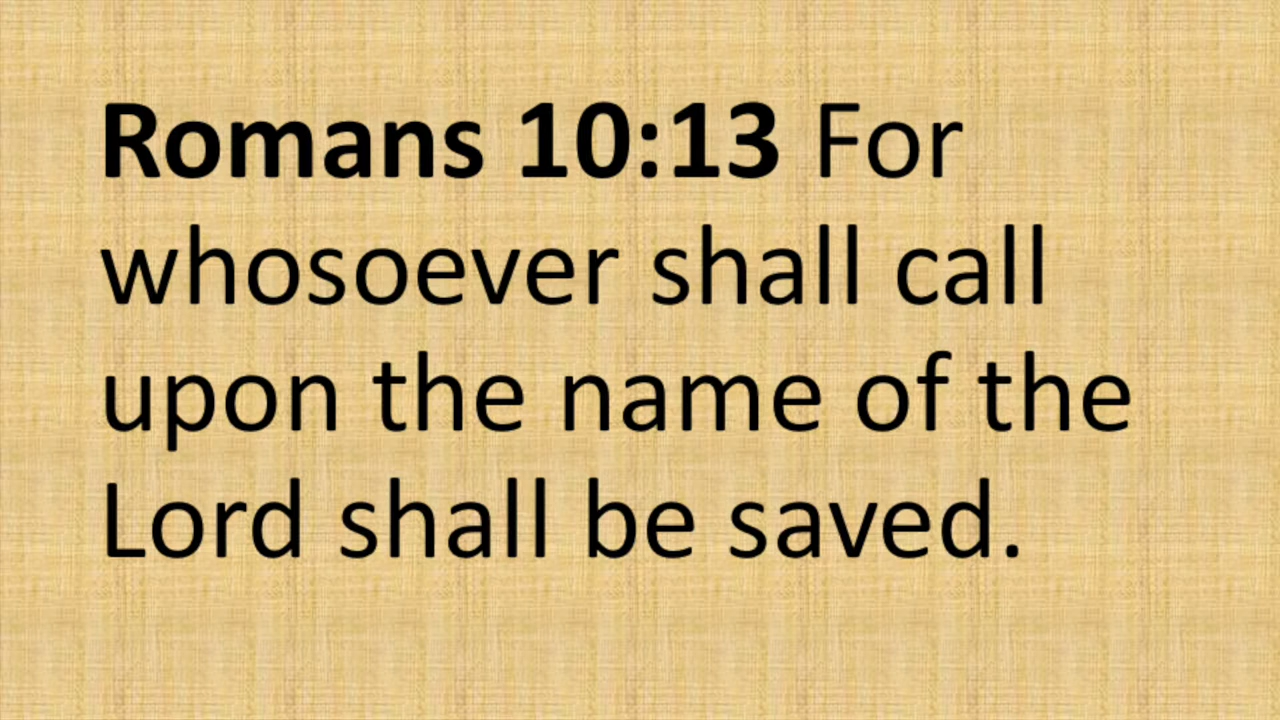 Romans 10:13 For
whosoever shall call
upon the name of the
Lord shall be saved.